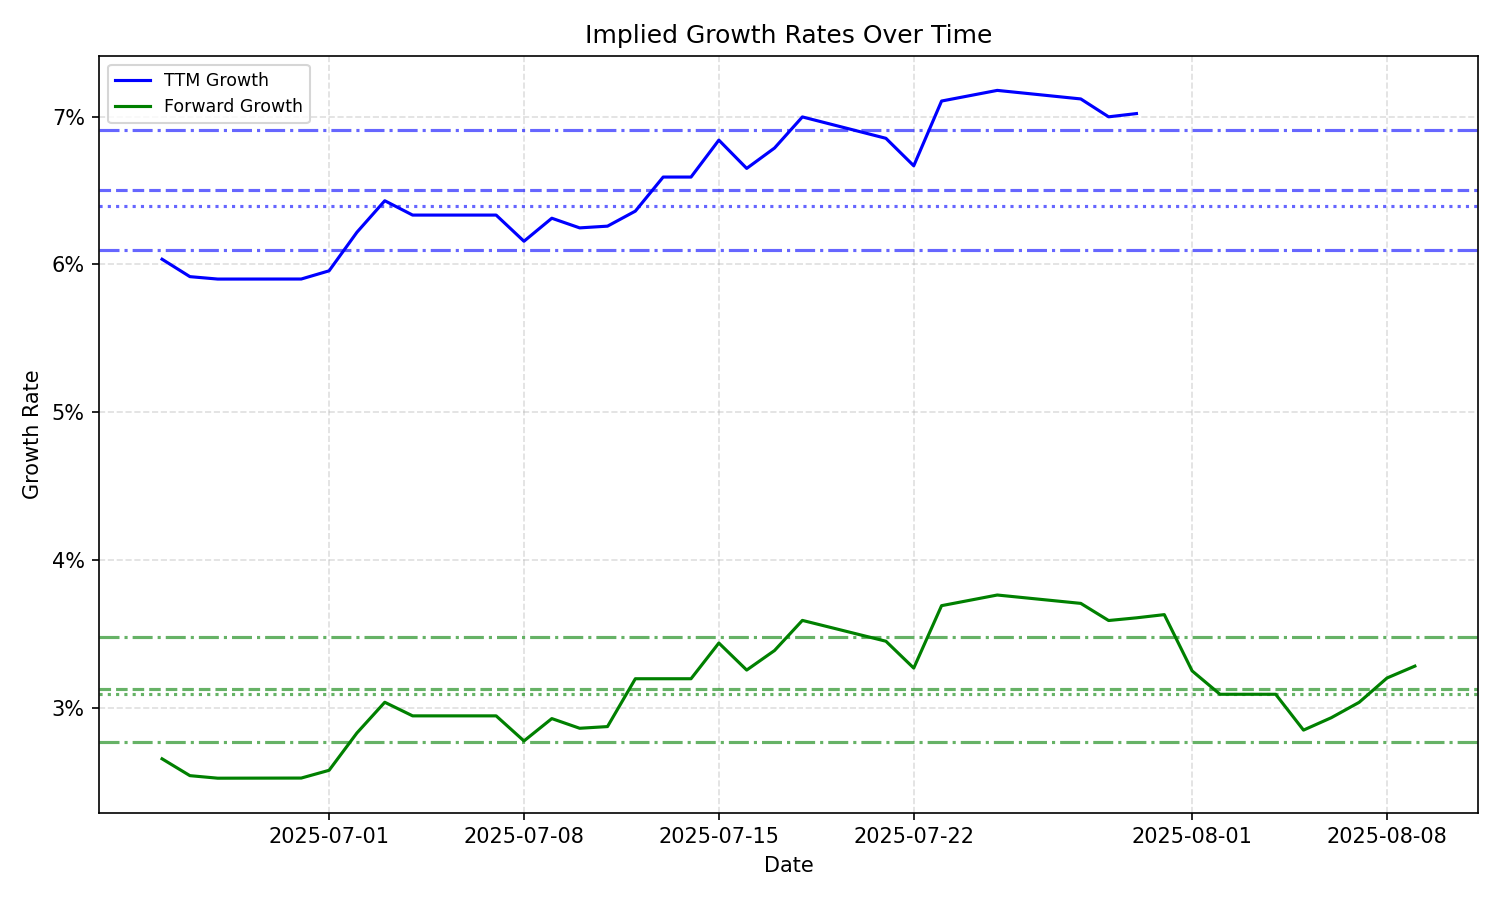 Implied Growth Rates Over Time
TTM Growth
Forward Growth
7%
6%
5%
4%
3%
Growth Rate
2025-07-01
2025-07-08
2025-07-15
2025-07-22
2025-08-01
2025-08-08
Date